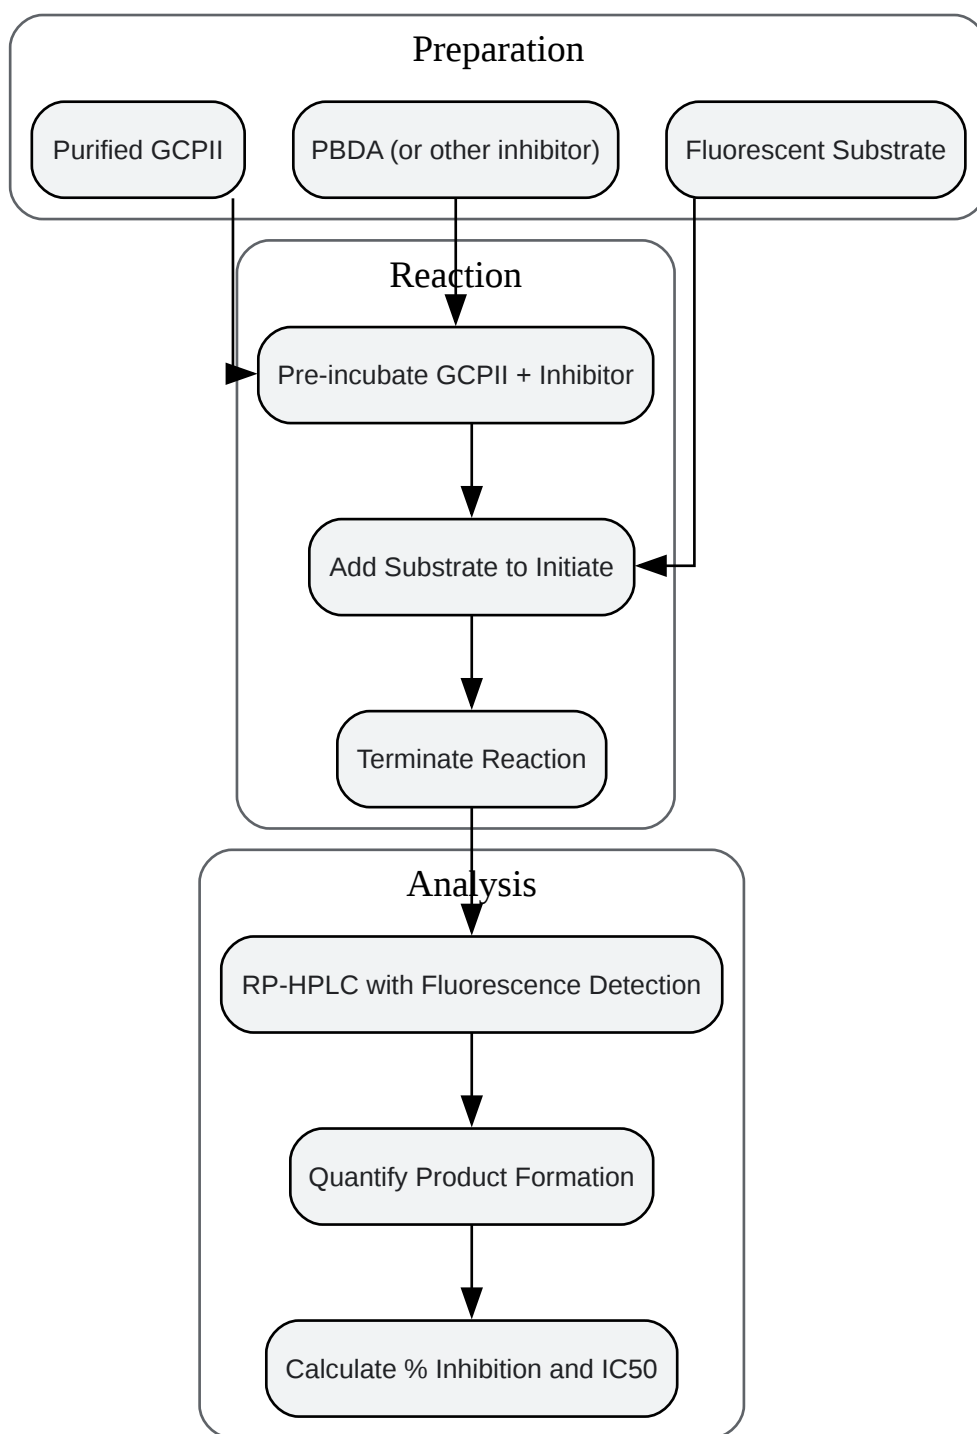 Preparation
Purified GCPII
PBDA (or other inhibitor)
Fluorescent Substrate
Reaction
Pre-incubate GCPII + Inhibitor
Add Substrate to Initiate
Terminate Reaction
Analysis
RP-HPLC with Fluorescence Detection
Quantify Product Formation
Calculate % Inhibition and IC50